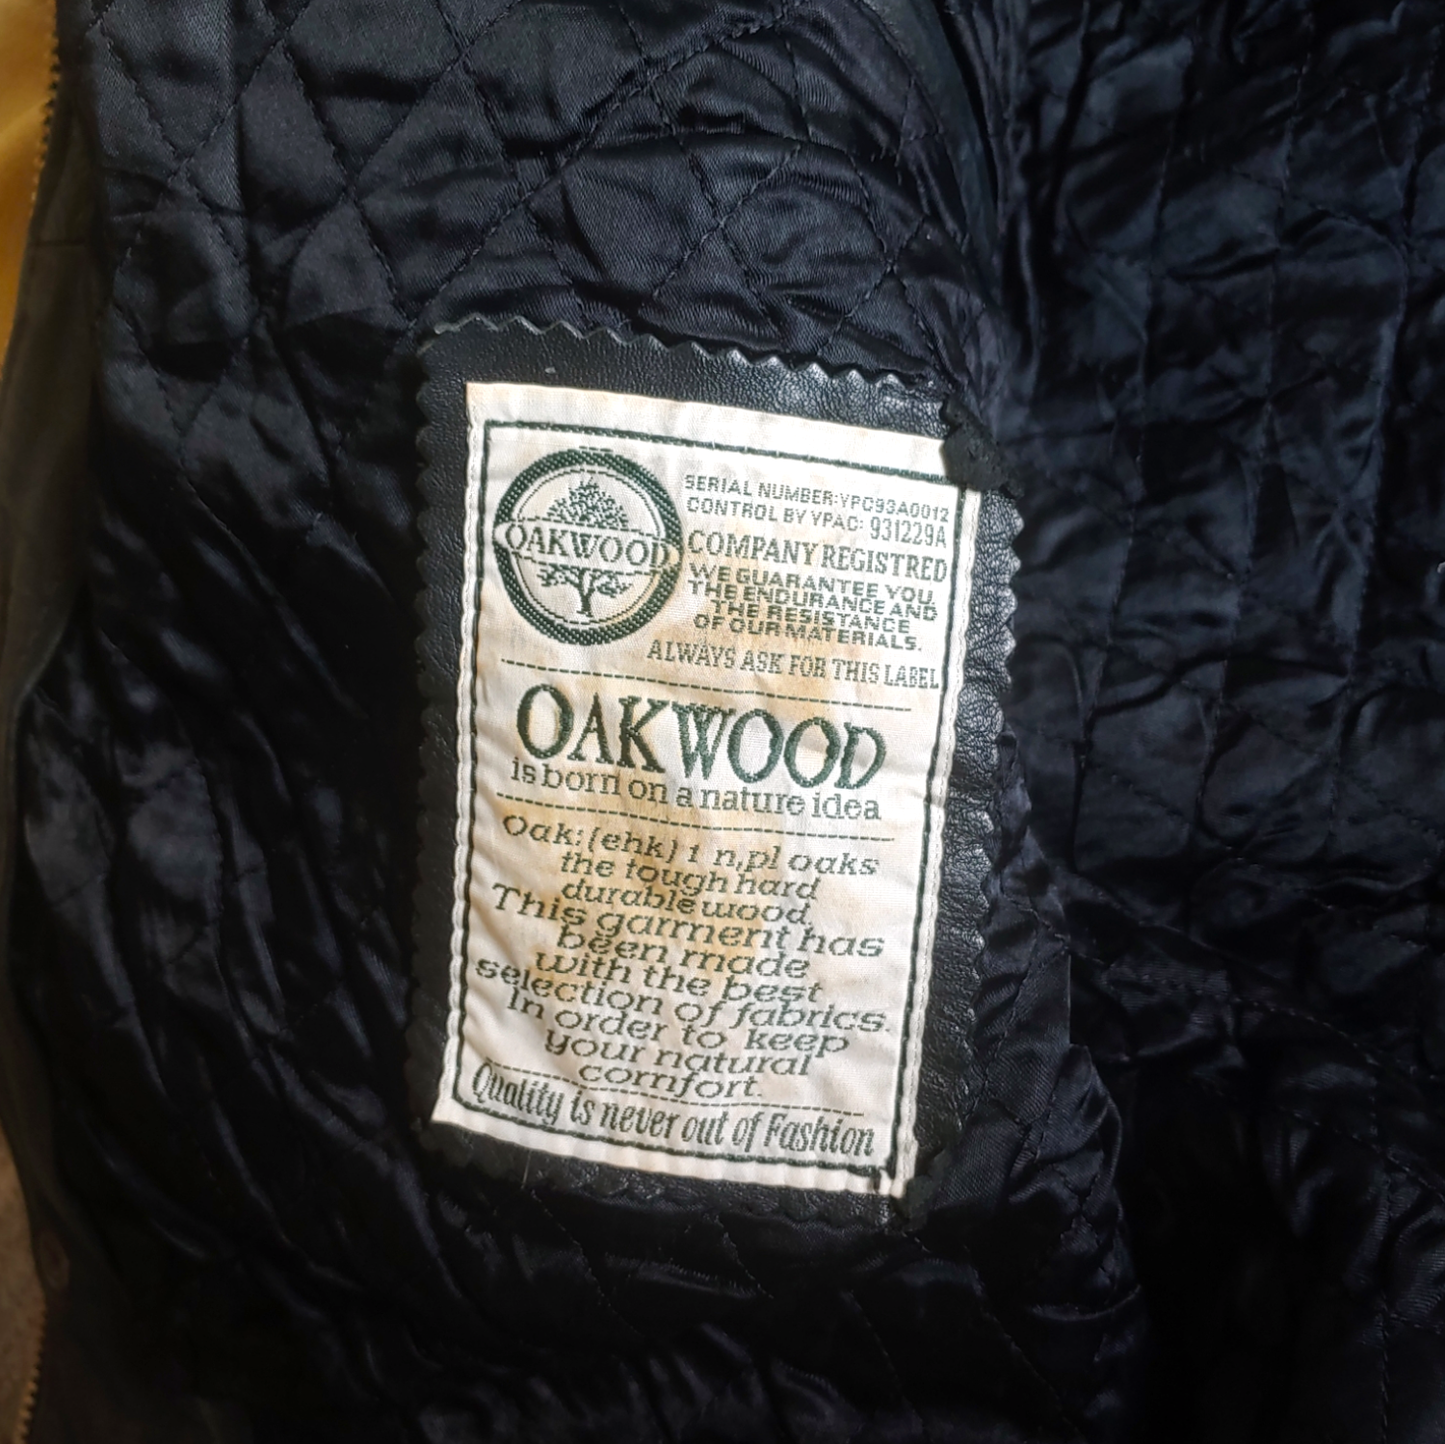 OAKWOOD
SERIAL NUMBER:YPC93A0012
CONTROL BY YPAC: 931229A
COMPANY REGISTRED
WE GUARANTEE YOU,
THE ENDURANCE AND
THE RESISTANCE
OF OUR MATERIALS.
ALWAYS ASK FOR THIS LABEL
OAKWOOD
is born on a nature idea
Oak: (ehk) 1 n,pl oaks
the tough hard
durable wood,
This garment has
been made
with the best
selection of fabrics.
In order to keep
your natural
comfort.
Quality is never out of Fashion